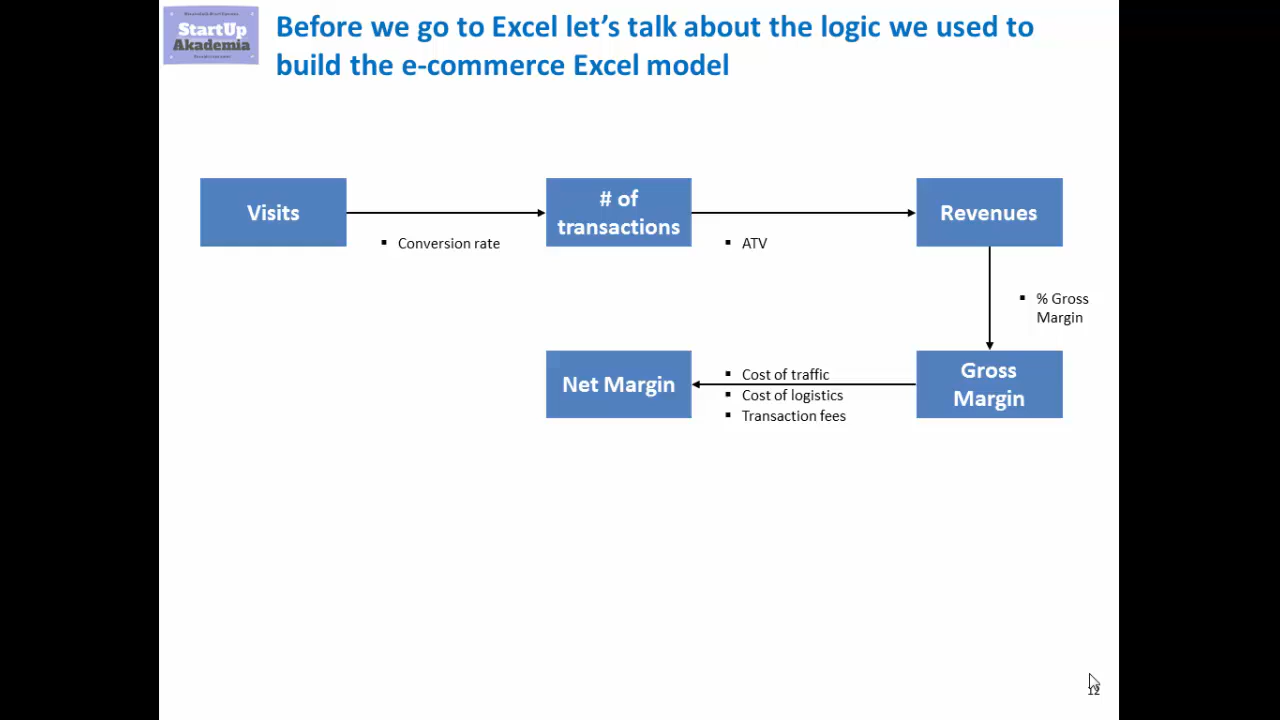 StartUp
Akademia
Before we go to Excel let's talk about the logic we used to
build the e-commerce Excel model
Visits
▪ Conversion rate
# of
transactions
▪ ATV
Revenues
▪ % Gross
Margin
Gross
Margin
▪ Cost of traffic
▪ Cost of logistics
▪ Transaction fees
Net Margin
12